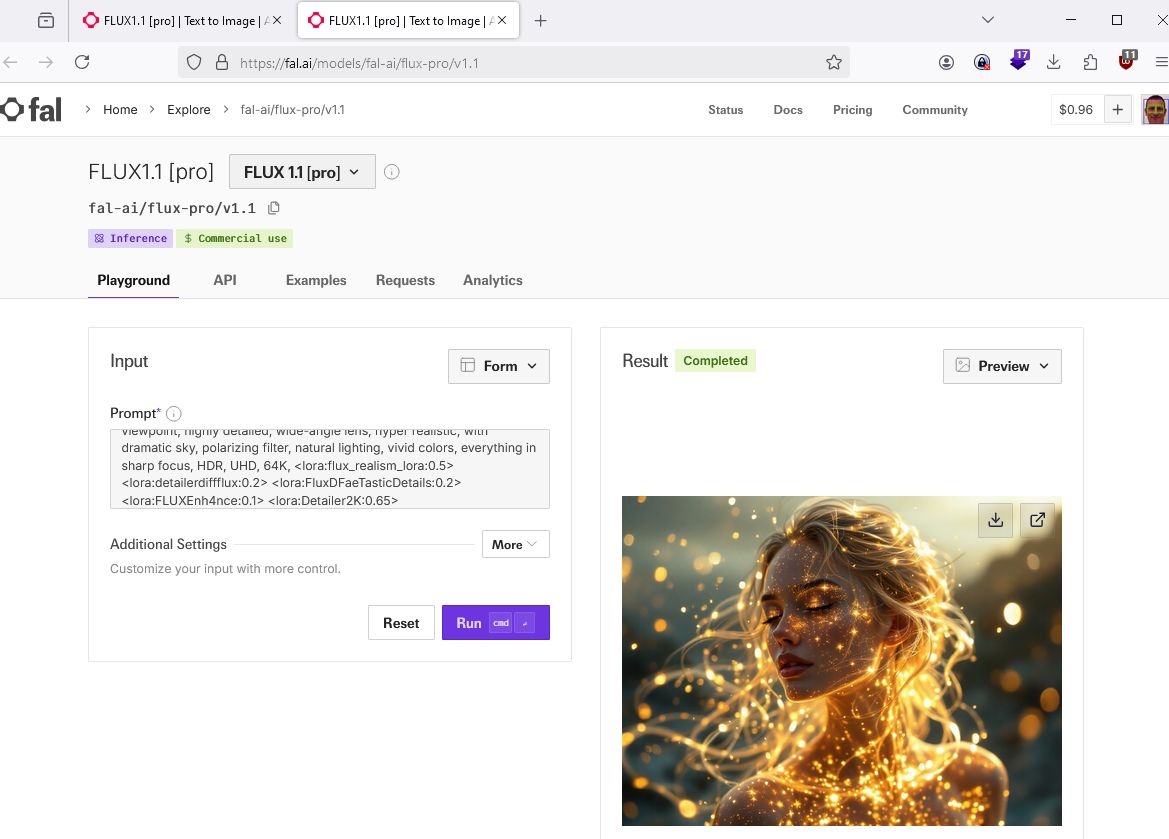 FLUX1.1 [pro] | Text to Image | A
FLUX1.1 [pro] | Text to Image | A
https://fal.ai/models/fal-ai/flux-pro/v1.1
17
11
fal
Home
Explore
fal-ai/flux-pro/v1.1
Status
Docs
Pricing
Community
$0.96
+
FLUX1.1 [pro]
FLUX 1.1 [pro]
fal-ai/flux-pro/v1.1
Inference
$ Commercial use
Playground
API
Examples
Requests
Analytics
Input
Form
Prompt*
viewpoint, highly detailed, wide-angle lens, hyper realistic, with
dramatic sky, polarizing filter, natural lighting, vivid colors, everything in
sharp focus, HDR, UHD, 64K, <lora:flux_realism_lora:0.5>
<lora:detailerdiffflux:0.2> <lora:FluxDFaeTasticDetails:0.2>
<lora:FLUXEnh4nce:0.1> <lora:Detailer2K:0.65>
Additional Settings
More
Customize your input with more control.
Reset
Run
cmd
Result
Completed
Preview